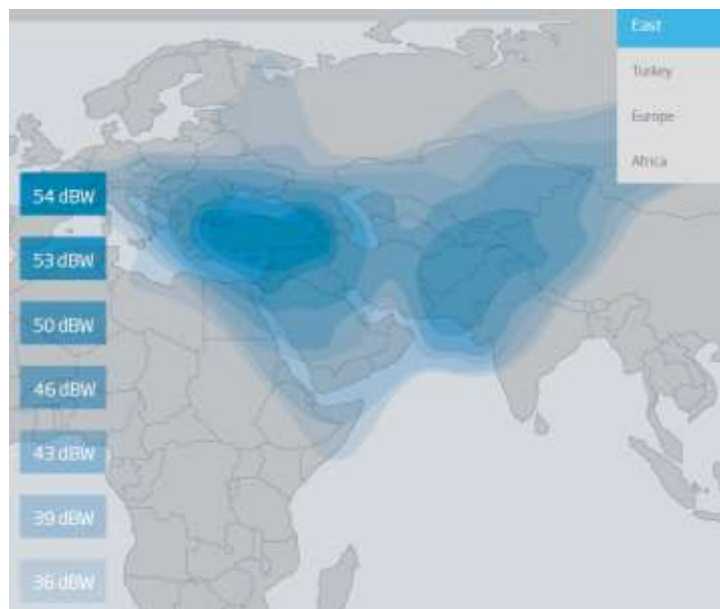 East
Turkey
Europe
Africa
54 dBW
53 dBW
50 dBW
46 dBW
43 dBW
39 dBW
36 dBW